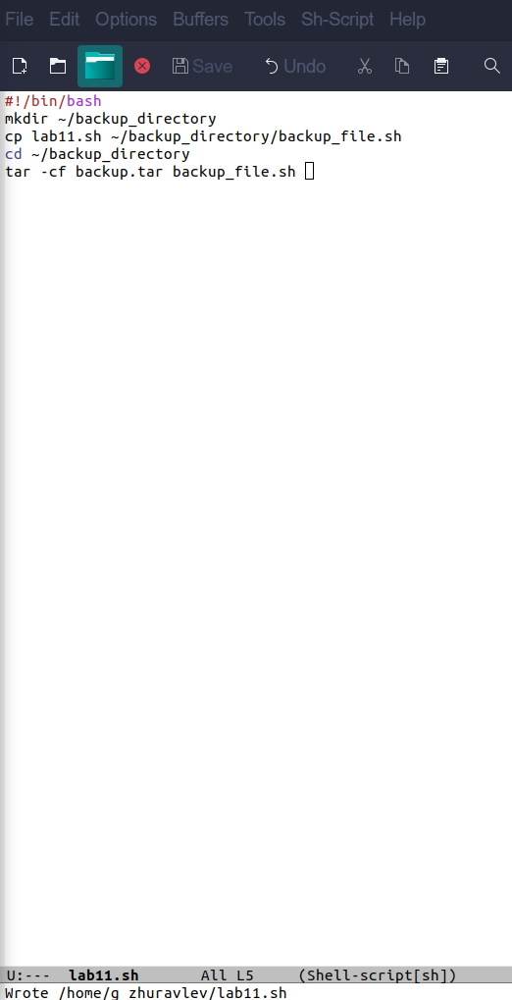 File Edit Options Buffers Tools Sh-Script Help
Save Undo
#!/bin/bash
mkdir ~/backup_directory
cp lab11.sh ~/backup_directory/backup_file.sh
cd ~/backup_directory
tar -cf backup.tar backup_file.sh
U:--- lab11.sh All L5 (Shell-script[sh])
Wrote /home/g_zhuravlev/lab11.sh